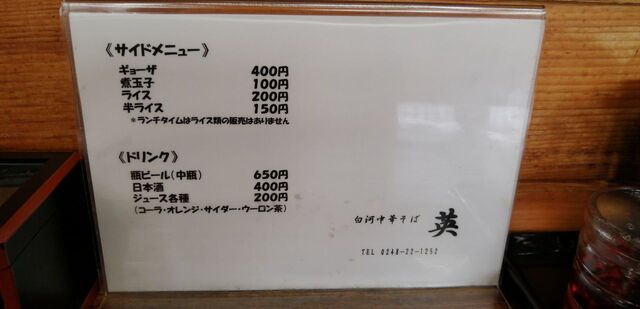 《サイドメニュー》
ギョーザ 400円
煮玉子 100円
ライス 200円
半ライス 150円
＊ランチタイムはライス類の販売はありません
《ドリンク》
瓶ビール(中瓶) 650円
日本酒 400円
ジュース各種 200円
(コーラ・オレンジ・サイダー・ウーロン茶)
白河中華そば 英
TEL 0248-22-1252